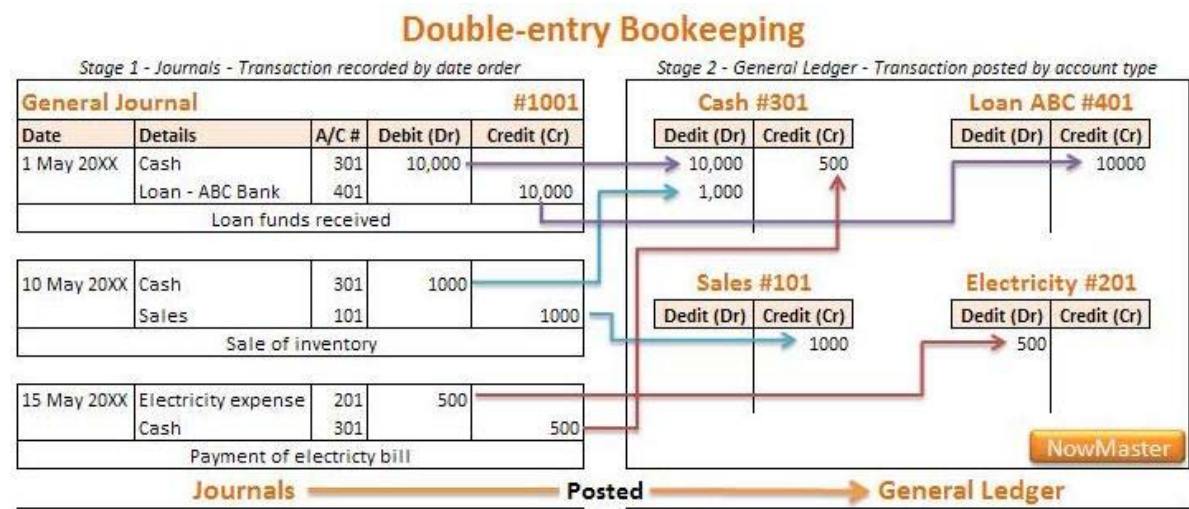 Double-entry Bookeeping
Stage 1 - Journals - Transaction recorded by date order
General Journal #1001
Date Details A/C # Debit (Dr) Credit (Cr)
1 May 20XX Cash 301 10,000
Loan - ABC Bank 401 10,000
Loan funds received
10 May 20XX Cash 301 1000
Sales 101 1000
Sale of inventory
15 May 20XX Electricity expense 201 500
Cash 301 500
Payment of electricty bill
Stage 2 - General Ledger - Transaction posted by account type
Cash #301 Loan ABC #401
Dedit (Dr) Credit (Cr) Dedit (Dr) Credit (Cr)
10,000 500 10000
1,000
Sales #101 Electricity #201
Dedit (Dr) Credit (Cr) Dedit (Dr) Credit (Cr)
1000 500
NowMaster
Journals Posted General Ledger